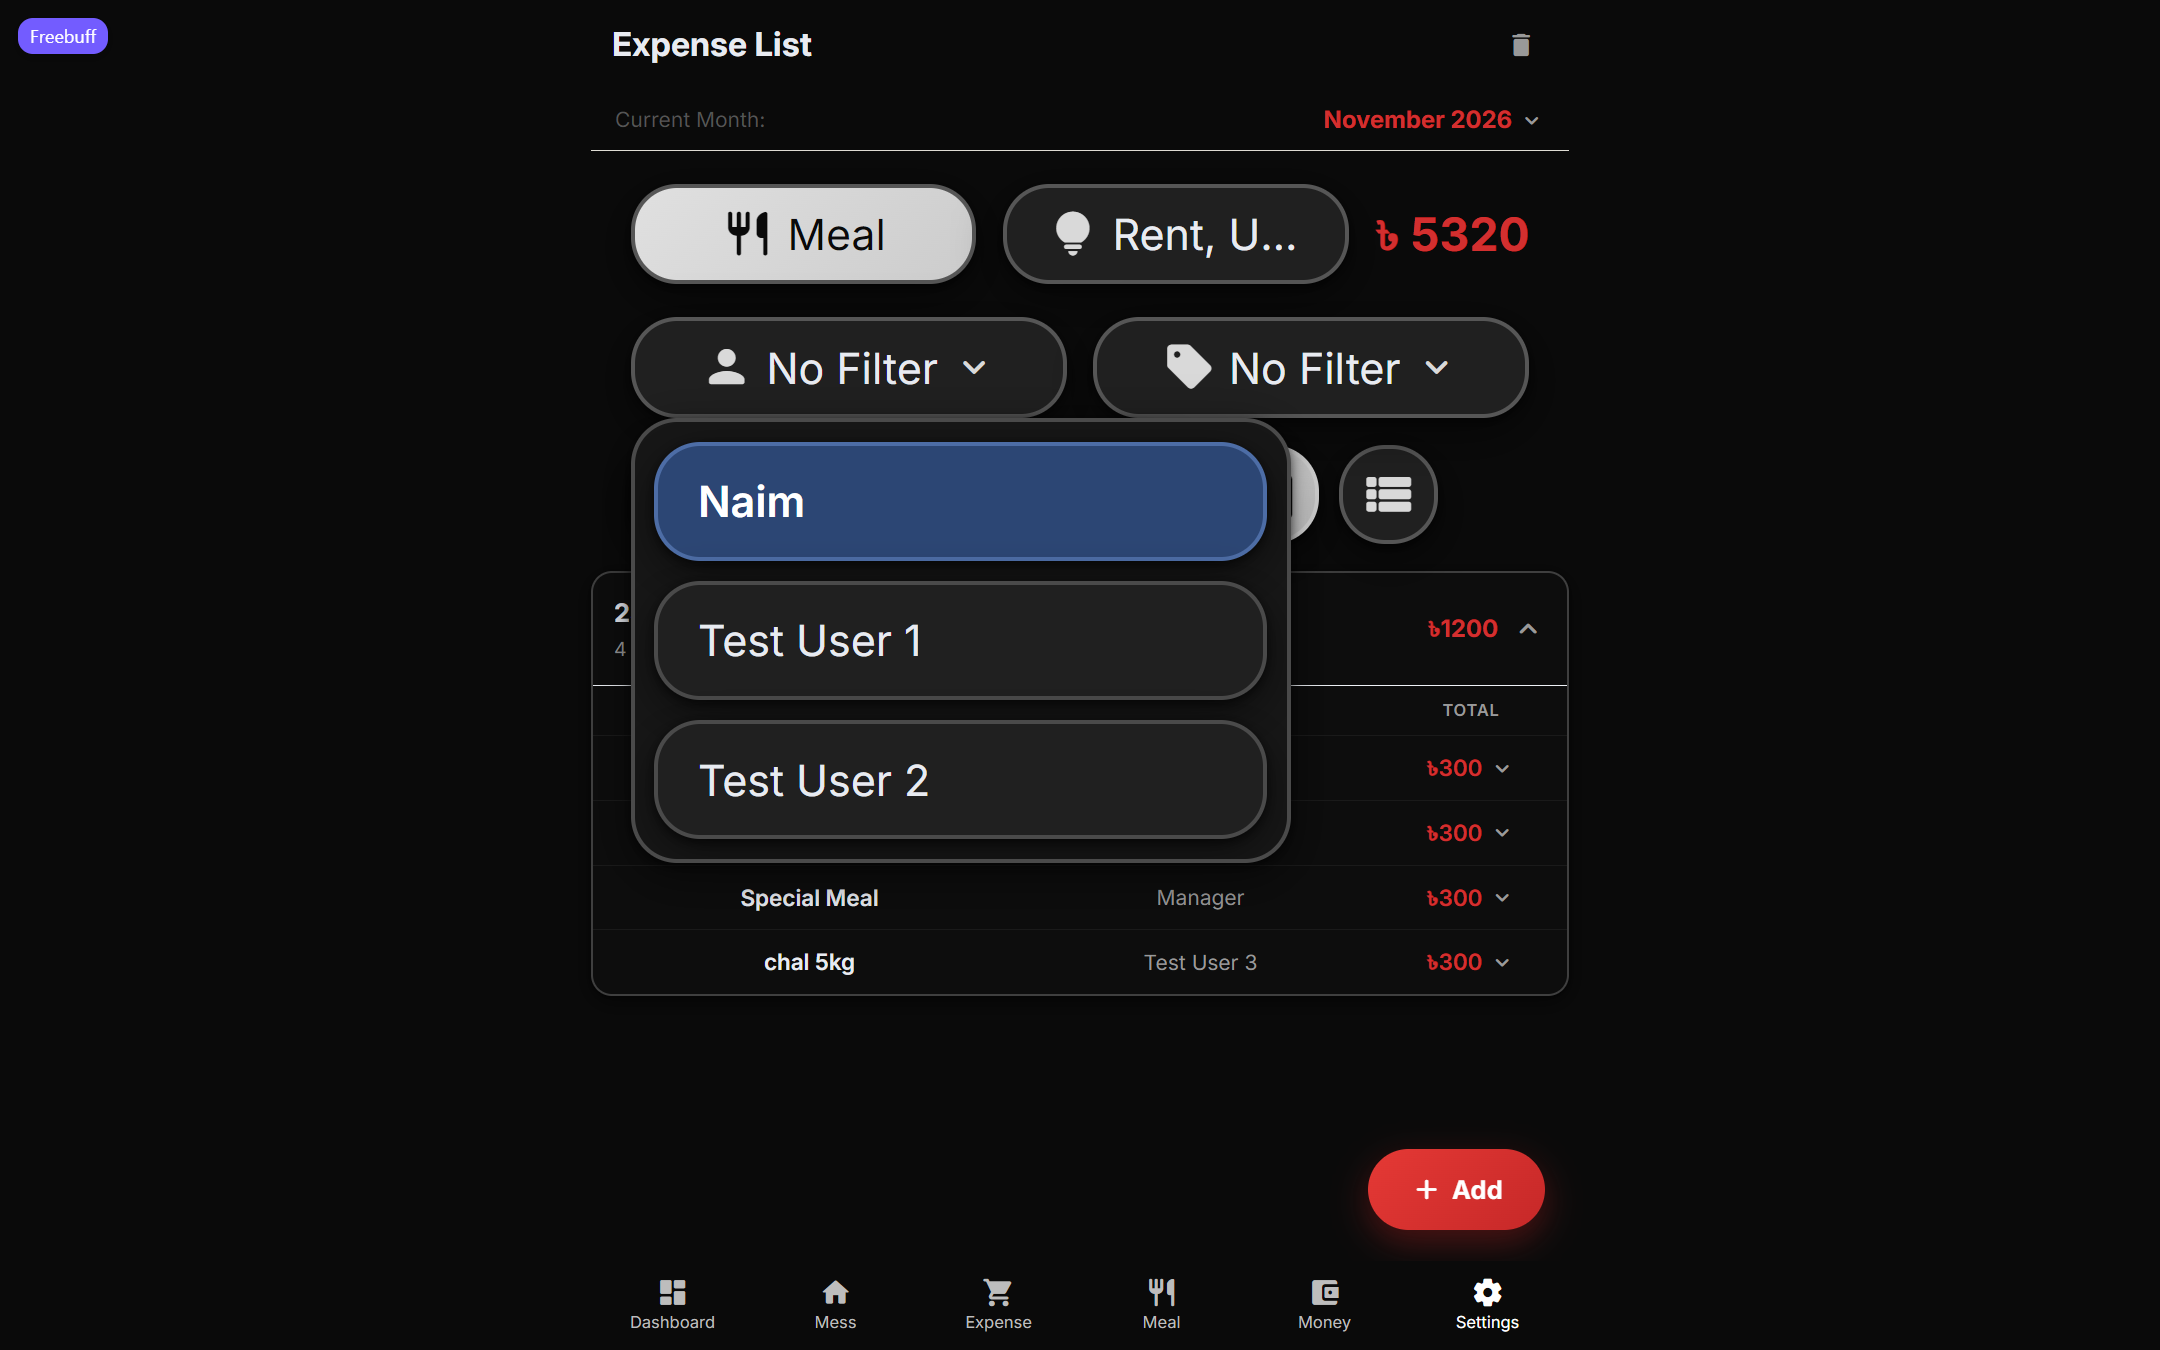 Freebuff
Expense List
Current Month:
November 2026
Meal
Rent, U...
৳ 5320
No Filter
No Filter
Naim
Test User 1
Test User 2
2
4
৳1200
TOTAL
৳300
৳300
Special Meal
Manager
৳300
chal 5kg
Test User 3
৳300
+ Add
Dashboard
Mess
Expense
Meal
Money
Settings